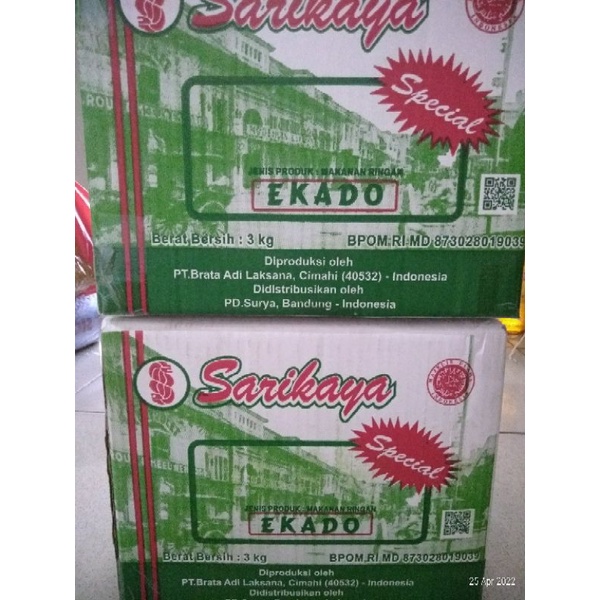 Sarikaya
INDONESIA
Special
JENIS PRODUK : MAKANAN RINGAN
EKADO
Berat Bersih : 3 kg
BPOM.RI.MD 873028019039
Diproduksi oleh
PT.Brata Adi Laksana, Cimahi (40532) - Indonesia
Didistribusikan oleh
PD.Surya, Bandung - Indonesia
Sarikaya
INDONESIA
Special
JENIS PRODUK : MAKANAN RINGAN
EKADO
Berat Bersih : 3 kg
BPOM.RI.MD 873028019039
Diproduksi oleh
PT.Brata Adi Laksana, Cimahi (40532) - Indonesia
Didistribusikan oleh
25 Apr 2022